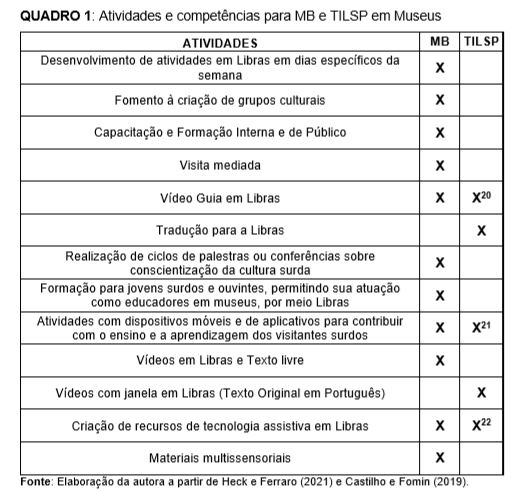 QUADRO 1: Atividades e competências para MB e TILSP em Museus
ATIVIDADES MB TILSP
Desenvolvimento de atividades em Libras em dias específicos da
semana X
Fomento à criação de grupos culturais X
Capacitação e Formação Interna e de Público X
Visita mediada X
Vídeo Guia em Libras X X²⁰
Tradução para a Libras X
Realização de ciclos de palestras ou conferências sobre
conscientização da cultura surda X
Formação para jovens surdos e ouvintes, permitindo sua atuação
como educadores em museus, por meio Libras X
Atividades com dispositivos móveis e de aplicativos para contribuir
com o ensino e a aprendizagem dos visitantes surdos X X²¹
Vídeos em Libras e Texto livre X
Vídeos com janela em Libras (Texto Original em Português) X
Criação de recursos de tecnologia assistiva em Libras X X²²
Materiais multissensoriais X
Fonte: Elaboração da autora a partir de Heck e Ferraro (2021) e Castilho e Fomin (2019).